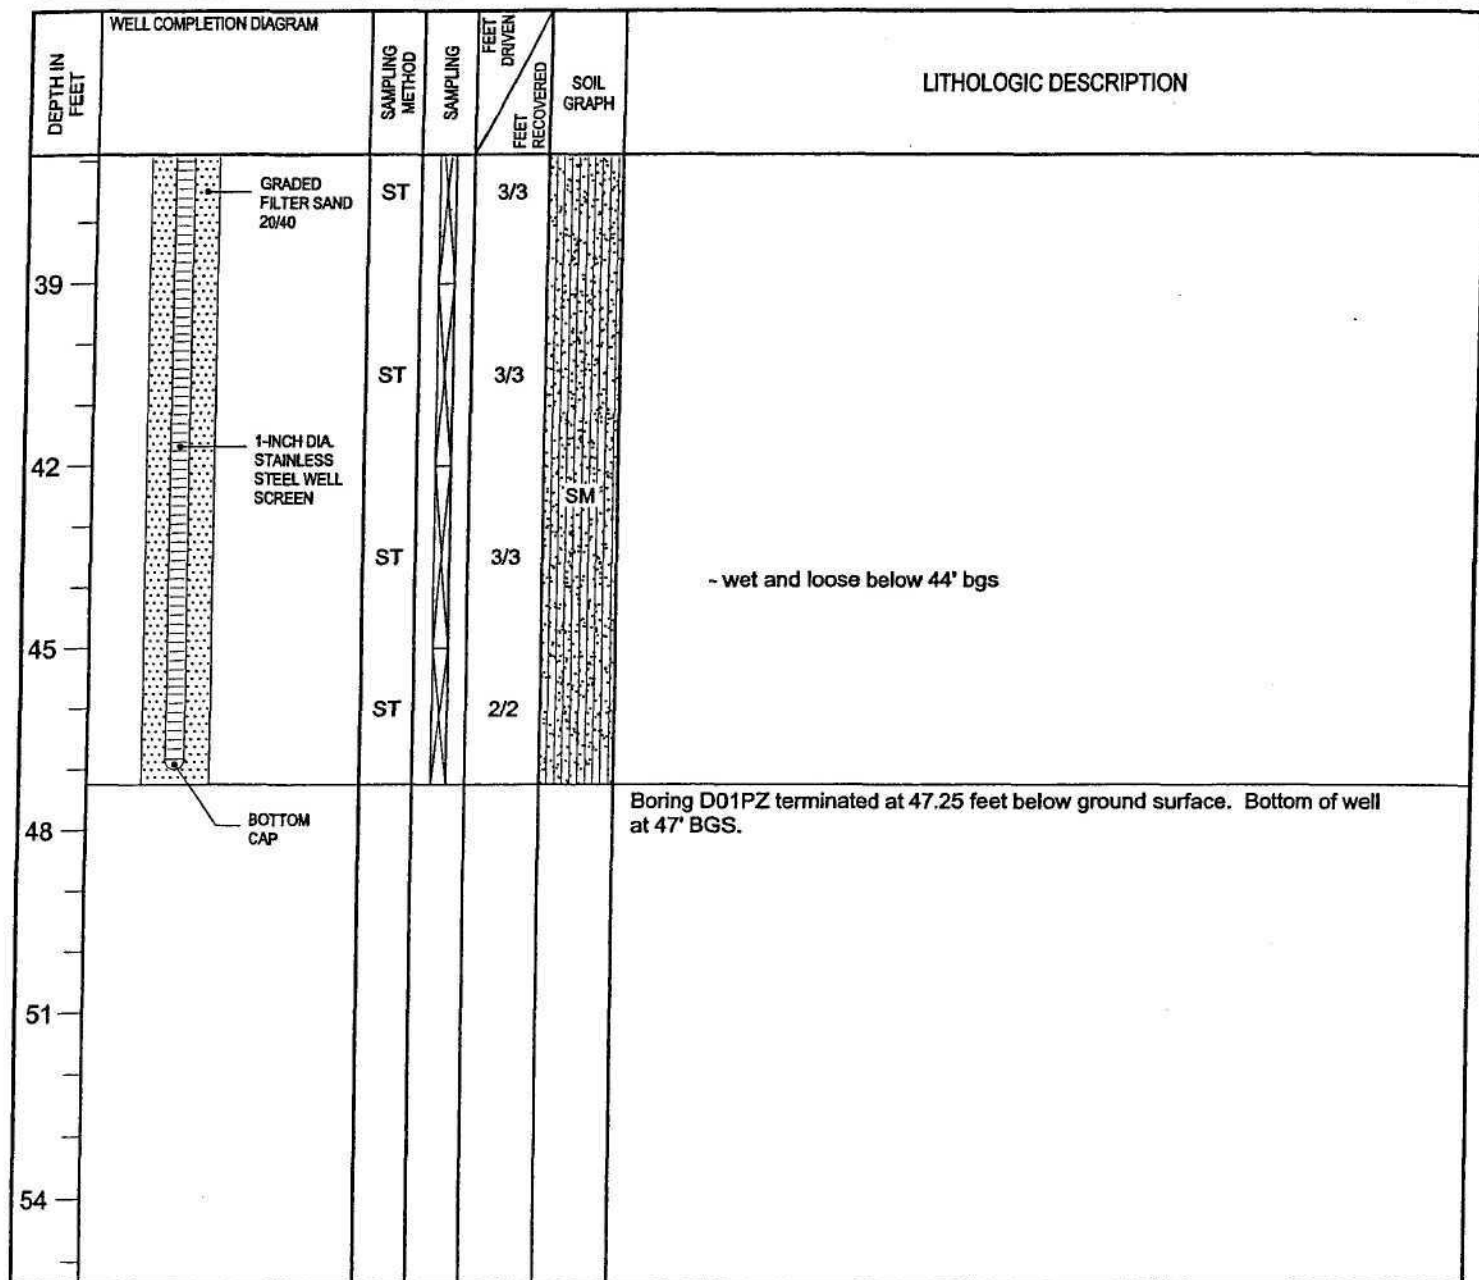 WELL COMPLETION DIAGRAM
DEPTH IN
FEET
SAMPLING
METHOD
SAMPLING
FEET
DRIVEN
FEET
RECOVERED
SOIL
GRAPH
LITHOLOGIC DESCRIPTION
GRADED
FILTER SAND
20/40
ST
3/3
39
ST
3/3
1-INCH DIA.
STAINLESS
STEEL WELL
SCREEN
42
SM
ST
3/3
- wet and loose below 44' bgs
45
ST
2/2
BOTTOM
CAP
Boring D01PZ terminated at 47.25 feet below ground surface. Bottom of well
at 47' BGS.
48
51
54